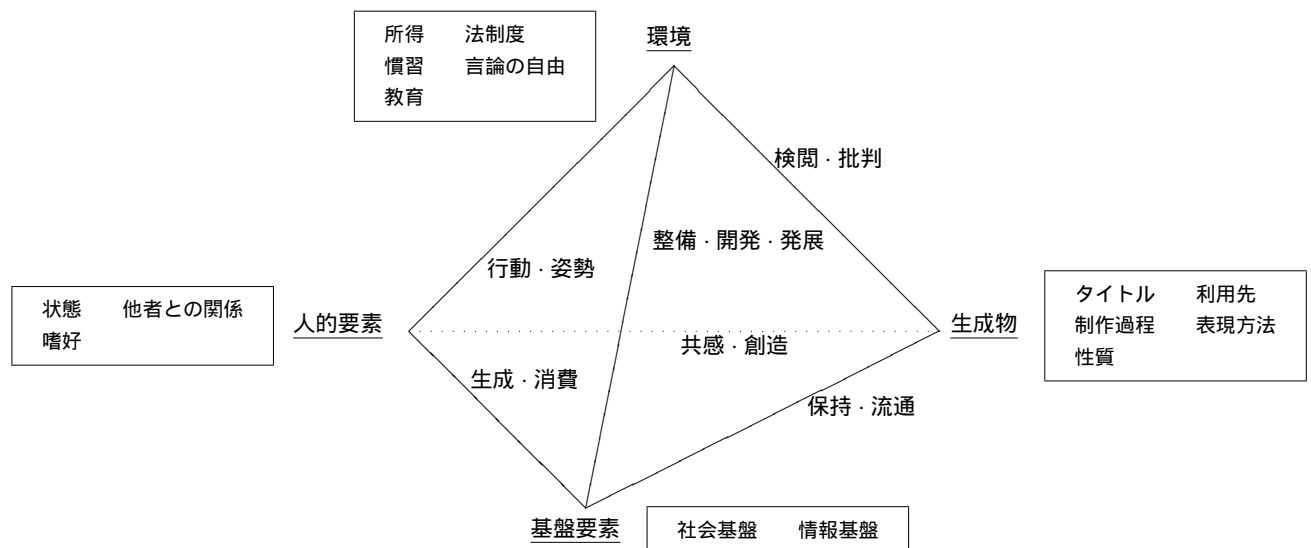 環境
所得 法制度
慣習 言論の自由
教育
検閲・批判
整備・開発・発展
行動・姿勢
状態 他者との関係
嗜好
人的要素
生成物
タイトル 利用先
制作過程 表現方法
性質
共感・創造
生成・消費
保持・流通
基盤要素
社会基盤 情報基盤